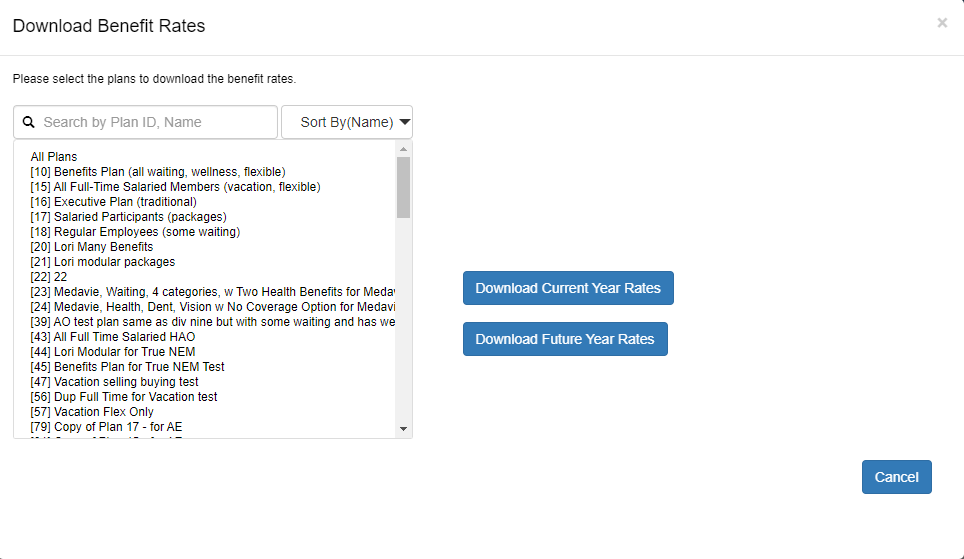 Download Benefit Rates
×
Please select the plans to download the benefit rates.
Search by Plan ID, Name
Sort By(Name)
All Plans
[10] Benefits Plan (all waiting, wellness, flexible)
[15] All Full-Time Salaried Members (vacation, flexible)
[16] Executive Plan (traditional)
[17] Salaried Participants (packages)
[18] Regular Employees (some waiting)
[20] Lori Many Benefits
[21] Lori modular packages
[22] 22
[23] Medavie, Waiting, 4 categories, w Two Health Benefits for Medav
[24] Medavie, Health, Dent, Vision w No Coverage Option for Medavi
[39] AO test plan same as div nine but with some waiting and has we
[43] All Full Time Salaried HAO
[44] Lori Modular for True NEM
[45] Benefits Plan for True NEM Test
[47] Vacation selling buying test
[56] Dup Full Time for Vacation test
[57] Vacation Flex Only
[79] Copy of Plan 17 - for AE
Download Current Year Rates
Download Future Year Rates
Cancel